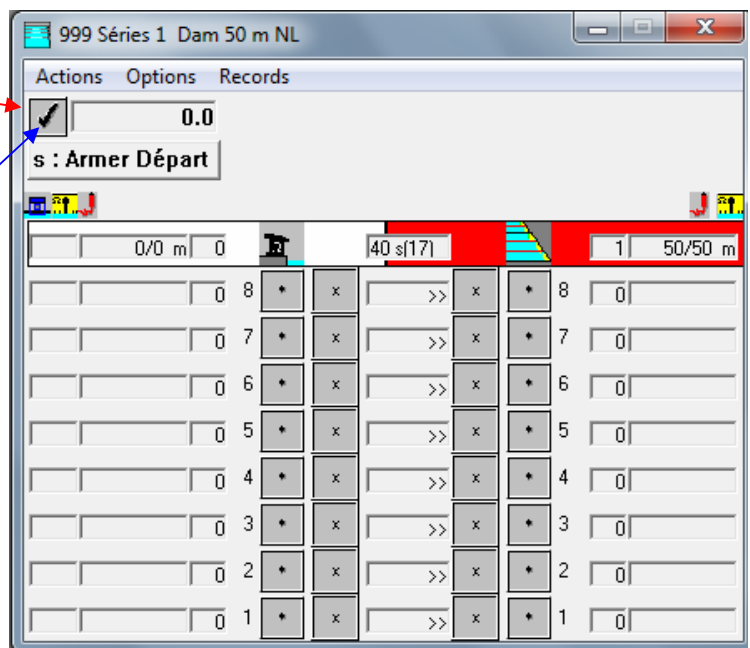 999 Séries 1 Dam 50 m NL
Actions Options Records
0.0
s : Armer Départ
0/0 m 0 40 s(17) 1 50/50 m
0 8 * x >> x * 8 0
0 7 * x >> x * 7 0
0 6 * x >> x * 6 0
0 5 * x >> x * 5 0
0 4 * x >> x * 4 0
0 3 * x >> x * 3 0
0 2 * x >> x * 2 0
0 1 * x >> x * 1 0